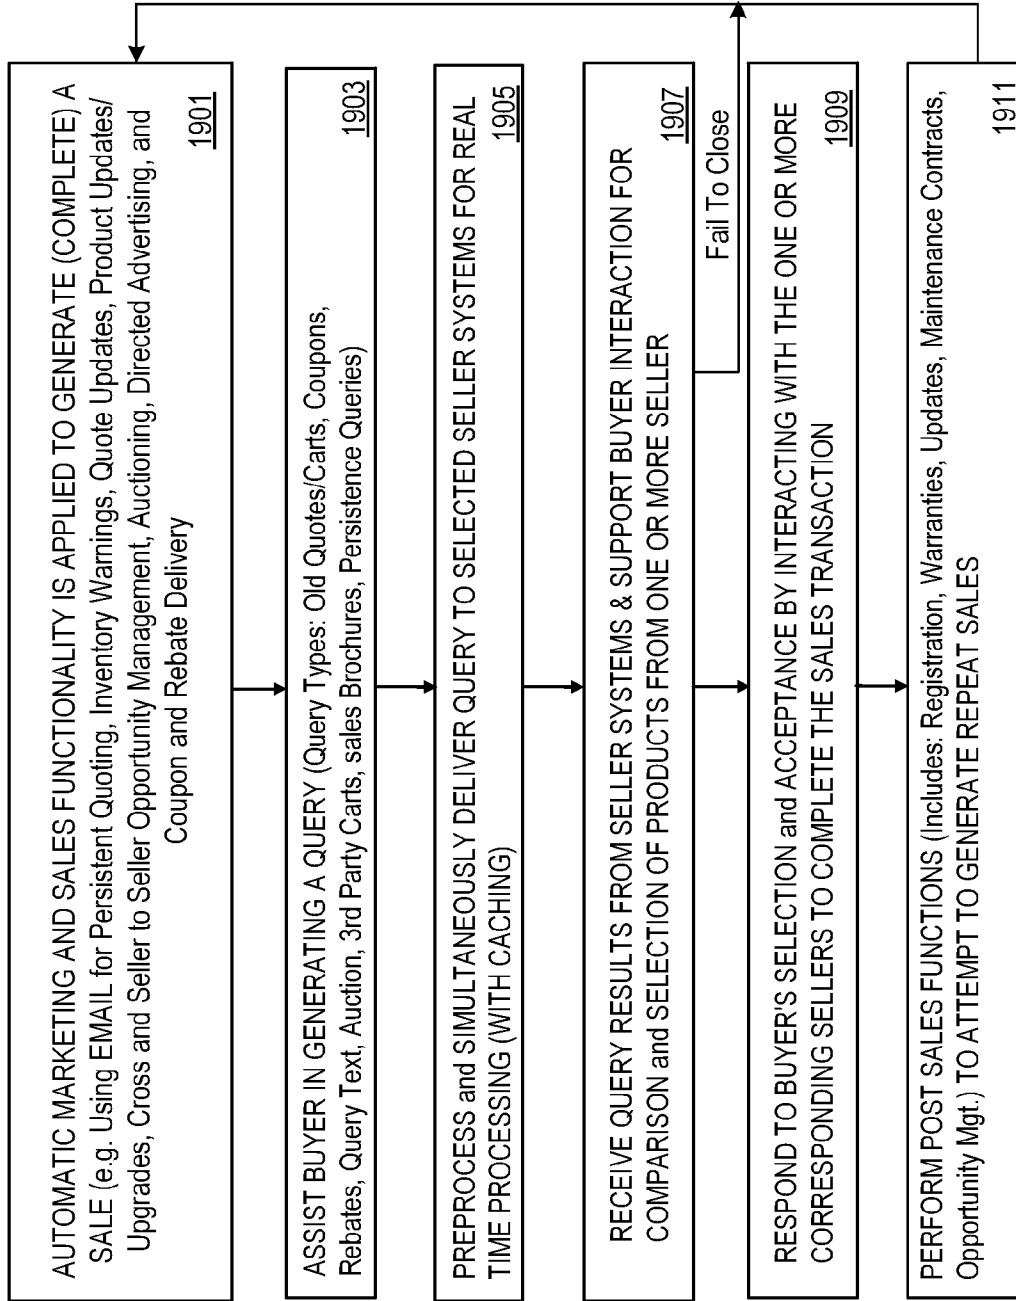 AUTOMATIC MARKETING AND SALES FUNCTIONALITY IS APPLIED TO GENERATE (COMPLETE) A
SALE (e.g. Using EMAIL for Persistent Quoting, Inventory Warnings, Quote Updates, Product Updates/
Upgrades, Cross and Seller to Seller Opportunity Management, Auctioning, Directed Advertising, and
Coupon and Rebate Delivery
1901
ASSIST BUYER IN GENERATING A QUERY (Query Types: Old Quotes/Carts, Coupons,
Rebates, Query Text, Auction, 3rd Party Carts, sales Brochures, Persistence Queries)
1903
PREPROCESS and SIMULTANEOUSLY DELIVER QUERY TO SELECTED SELLER SYSTEMS FOR REAL
TIME PROCESSING (WITH CACHING)
1905
RECEIVE QUERY RESULTS FROM SELLER SYSTEMS & SUPPORT BUYER INTERACTION FOR
COMPARISON and SELECTION OF PRODUCTS FROM ONE OR MORE SELLER
1907
Fail To Close
RESPOND TO BUYER'S SELECTION and ACCEPTANCE BY INTERACTING WITH THE ONE OR MORE
CORRESPONDING SELLERS TO COMPLETE THE SALES TRANSACTION
1909
PERFORM POST SALES FUNCTIONS (Includes: Registration, Warranties, Updates, Maintenance Contracts,
Opportunity Mgt.) TO ATTEMPT TO GENERATE REPEAT SALES
1911